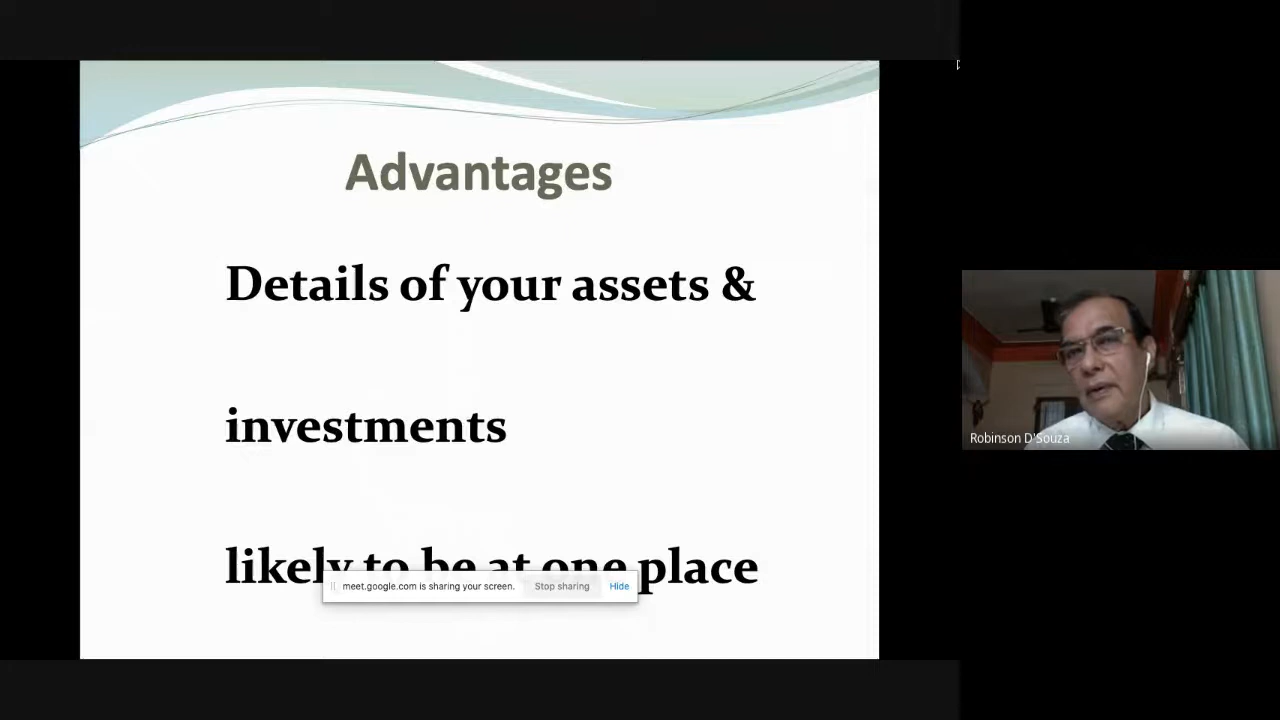 Advantages
Details of your assets &
investments
likely to be at one place
meet.google.com is sharing your screen. Stop sharing Hide
Robinson D'Souza